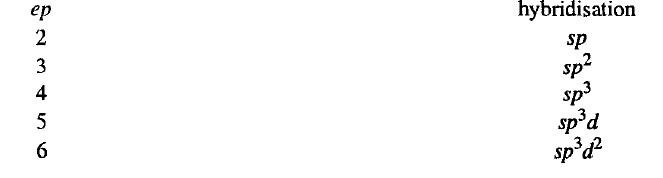 ep hybridisation
2 sp
3 sp²
4 sp³
5 sp³d
6 sp³d²